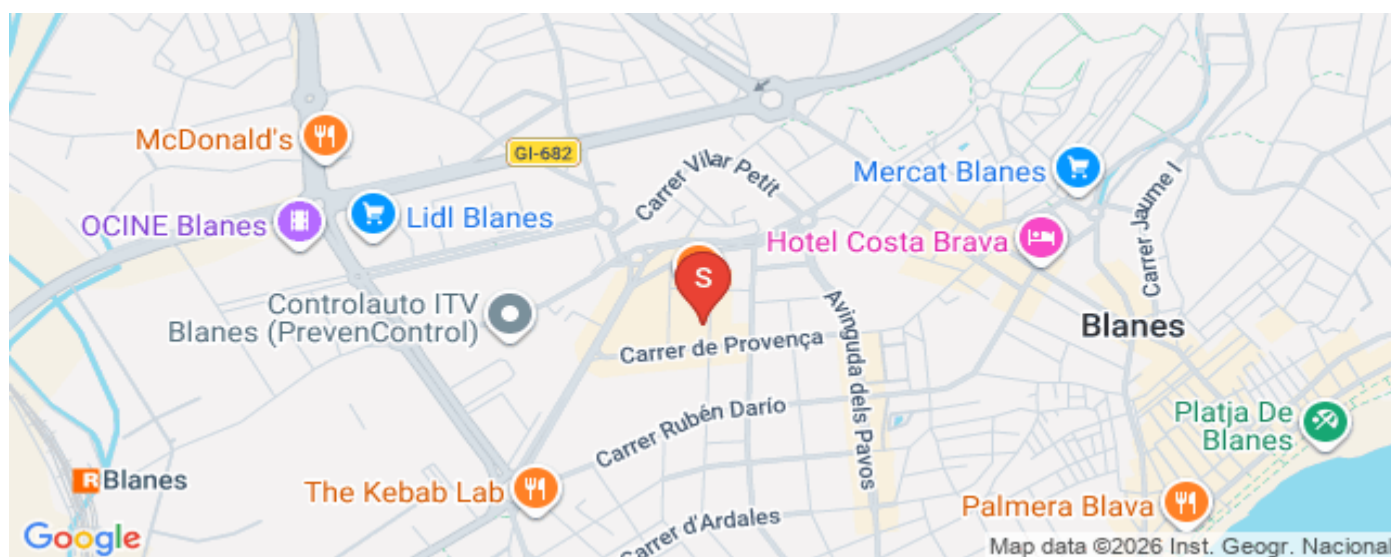 McDonald's
GI-682
Carrer Vilar Petit
Mercat Blanes
Carrer Jaume I
OCINE Blanes
Lidl Blanes
Hotel Costa Brava
S
Controlauto ITV
Blanes (PrevenControl)
Avinguda dels Pavos
Blanes
Carrer de Provença
Carrer Rubén Darío
Platja De
Blanes
R Blanes
The Kebab Lab
Palmera Blava
Carrer d'Ardales
Google
Map data ©2026 Inst. Geogr. Nacional